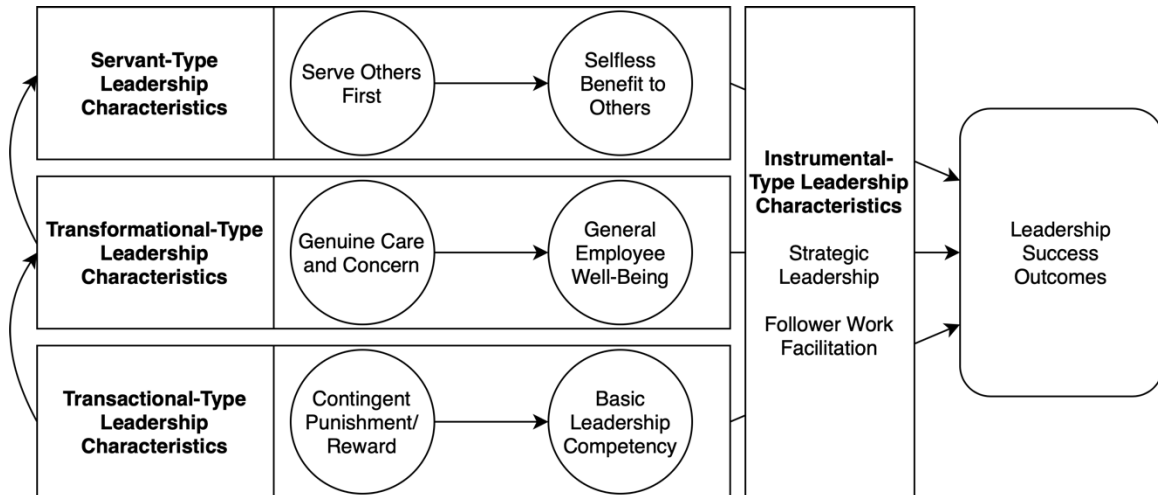 Servant-Type
Leadership
Characteristics
Serve Others
First
Selfless
Benefit to
Others
Transformational-Type
Leadership
Characteristics
Genuine Care
and Concern
General
Employee
Well-Being
Transactional-Type
Leadership
Characteristics
Contingent
Punishment/
Reward
Basic
Leadership
Competency
Instrumental-
Type Leadership
Characteristics
Strategic
Leadership
Follower Work
Facilitation
Leadership
Success
Outcomes